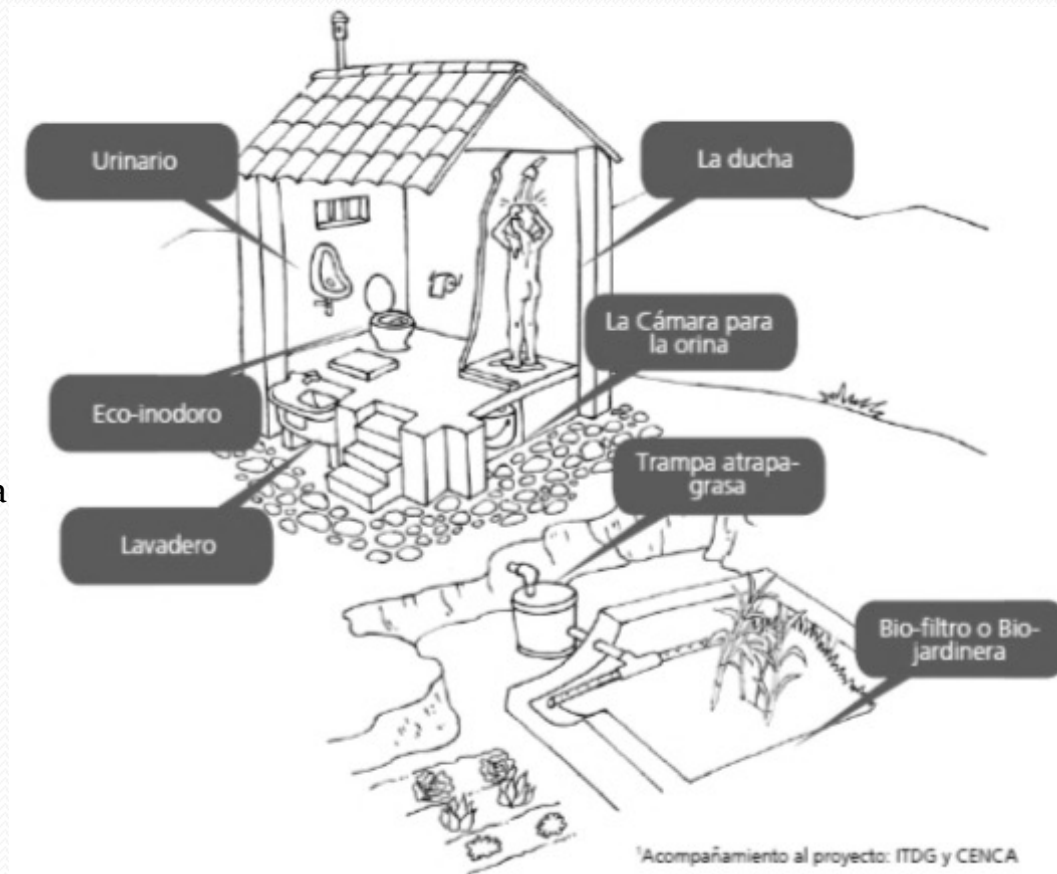 Urinario
La ducha
La Cámara para
la orina
Eco-inodoro
Trampa atrapa-
grasa
a
Lavadero
Bio-filtro o Bio-
jardinera
¹Acompañamiento al proyecto: ITDG y CENCA